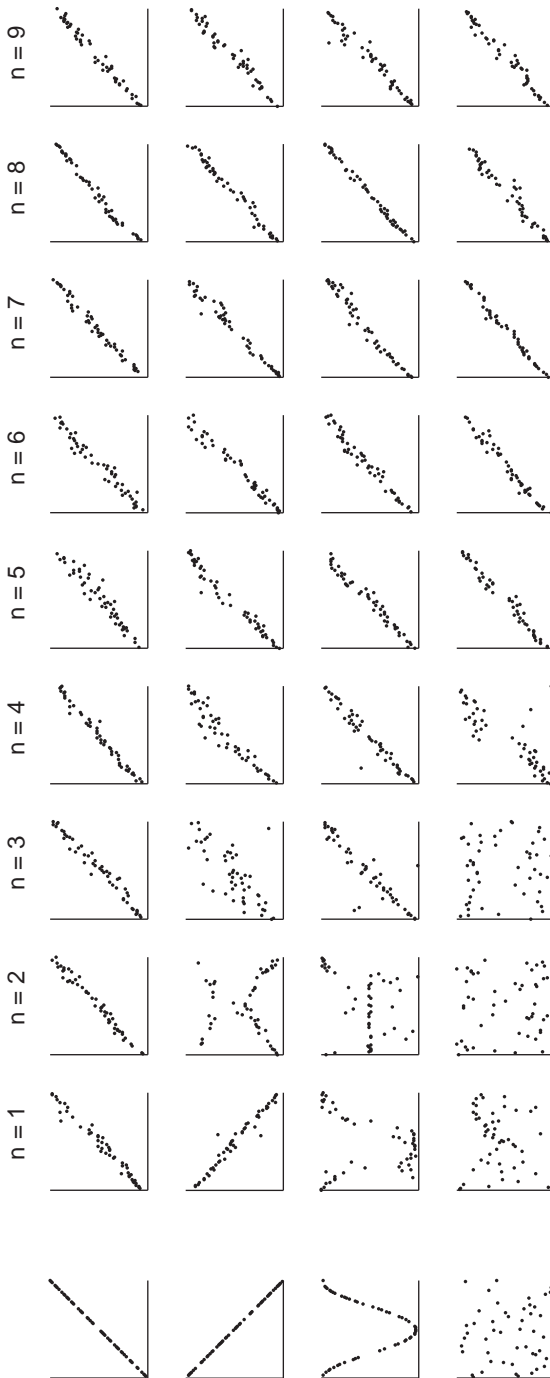 n = 1
n = 2
n = 3
n = 4
n = 5
n = 6
n = 7
n = 8
n = 9